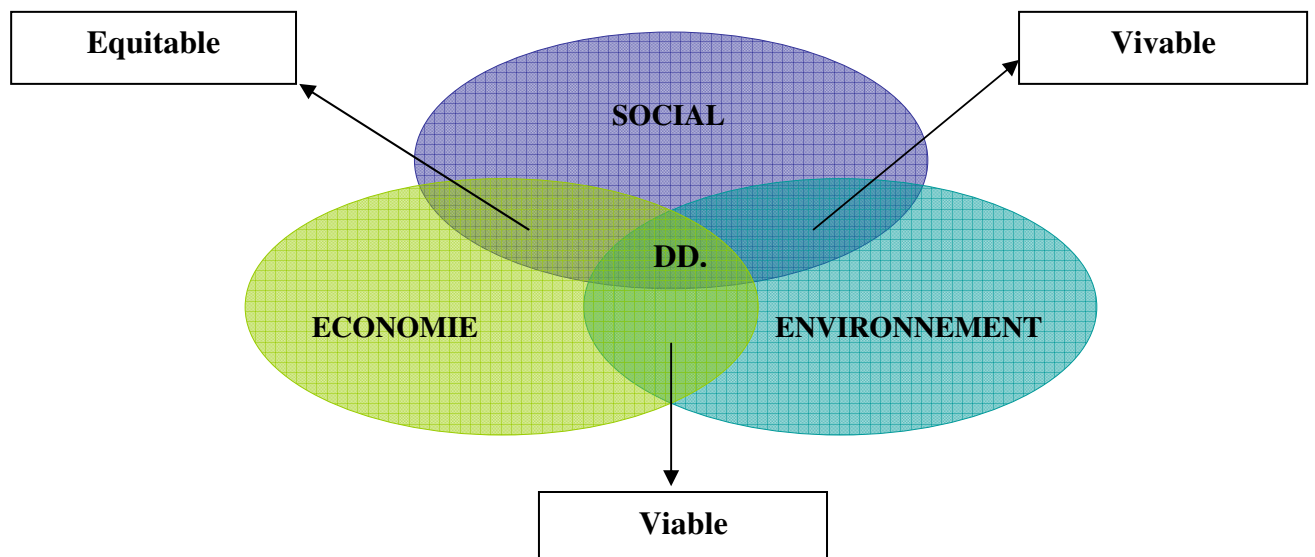 Equitable
Vivable
SOCIAL
DD.
ECONOMIE
ENVIRONNEMENT
Viable